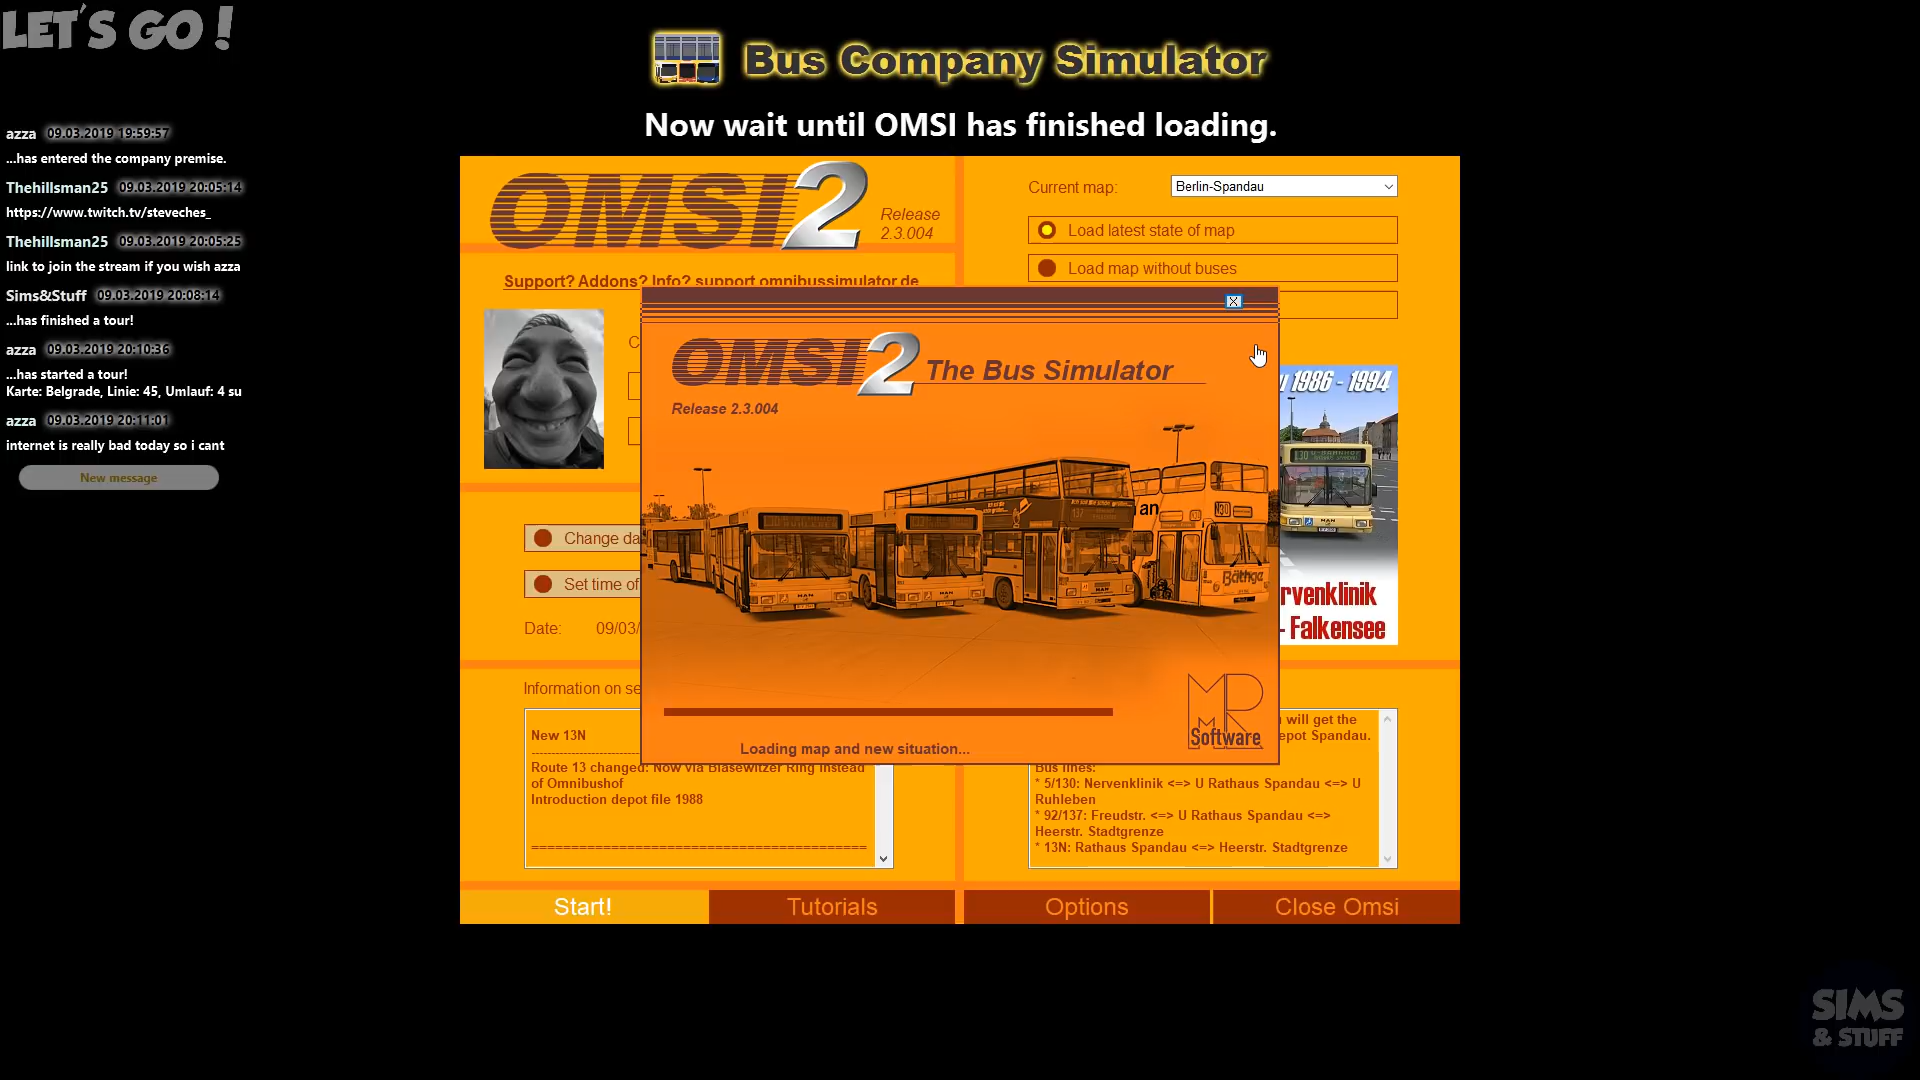 LET'S GO!
Bus Company Simulator
Now wait until OMSI has finished loading.
azza 09.03.2019 19:59:57
...has entered the company premise.
Thehillsman25 09.03.2019 20:05:14
https://www.twitch.tv/steveches_
Thehillsman25 09.03.2019 20:05:25
link to join the stream if you wish azza
Sims&Stuff 09.03.2019 20:08:14
...has finished a tour!
azza 09.03.2019 20:10:36
...has started a tour!
Karte: Belgrade, Linie: 45, Umlauf: 4 su
azza 09.03.2019 20:11:01
internet is really bad today so i cant
New message
OMSI 2
Release
2.3.004
Support? Addons? Info? support.omnibussimulator.de
Current map: Berlin-Spandau
Load latest state of map
Load map without buses
OMSI 2 The Bus Simulator
Release 2.3.004
1986 - 1994
130
137
N30
an
MAN
MAN
MAN
MAN
Bäthge
rvenklinik
- Falkensee
Change da
Set time of
Date: 09/03/
Information on se
New 13N
Route 13 changed: Now via Blasewitzer Ring instead
of Omnibushof
Introduction depot file 1988
Loading map and new situation...
MR
Software
will get the
epot Spandau.
Bus lines:
* 5/130: Nervenklinik <=> U Rathaus Spandau <=> U
Ruhleben
* 92/137: Freudstr. <=> U Rathaus Spandau <=>
Heerstr. Stadtgrenze
* 13N: Rathaus Spandau <=> Heerstr. Stadtgrenze
Start!
Tutorials
Options
Close Omsi
SIMS
& STUFF